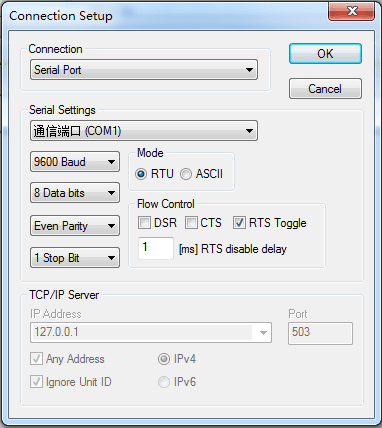 Connection Setup
Connection
Serial Port
OK
Cancel
Serial Settings
通信端口 (COM1)
9600 Baud
Mode
RTU ASCII
8 Data bits
Flow Control
Even Parity
DSR CTS RTS Toggle
1 [ms] RTS disable delay
1 Stop Bit
TCP/IP Server
IP Address Port
127.0.0.1 503
Any Address IPv4
Ignore Unit ID IPv6